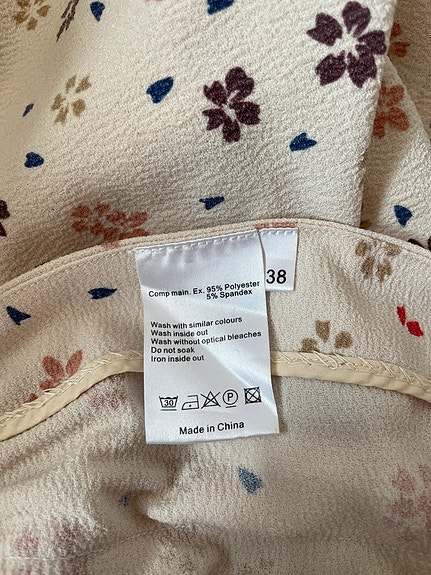 38
Comp main. Ex. 95% Polyester
5% Spandex
Wash with similar colours
Wash inside out
Wash without optical bleaches
Do not soak
Iron inside out
30 P
Made in China